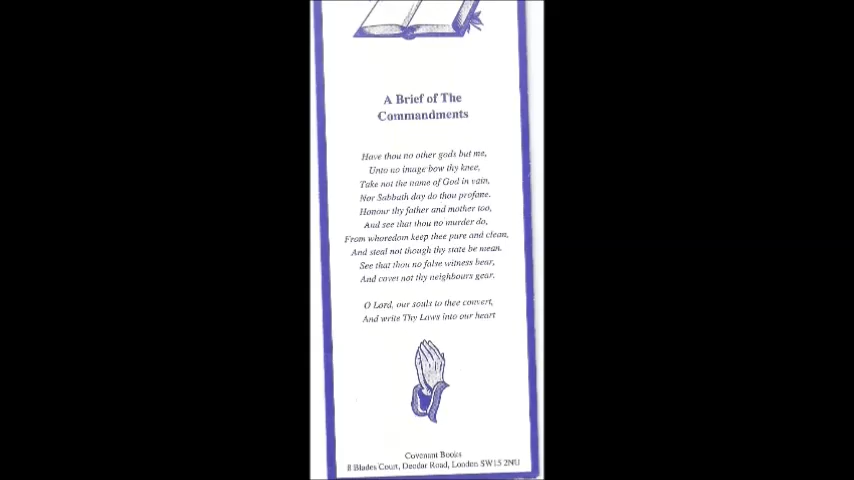 A Brief of The
Commandments
Have thou no other gods but me,
Unto no image bow thy knee,
Take not the name of God in vain,
Nor Sabbath day do thou profane.
Honour thy father and mother too,
And see that thou no murder do,
From whoredom keep thee pure and clean,
And steal not though thy state be mean.
See that thou no false witness bear,
And covet not thy neighbours gear.
O Lord, our souls to thee convert,
And write Thy Laws into our heart
Covenant Books
8 Blades Court, Deodar Road, London SW15 2NU